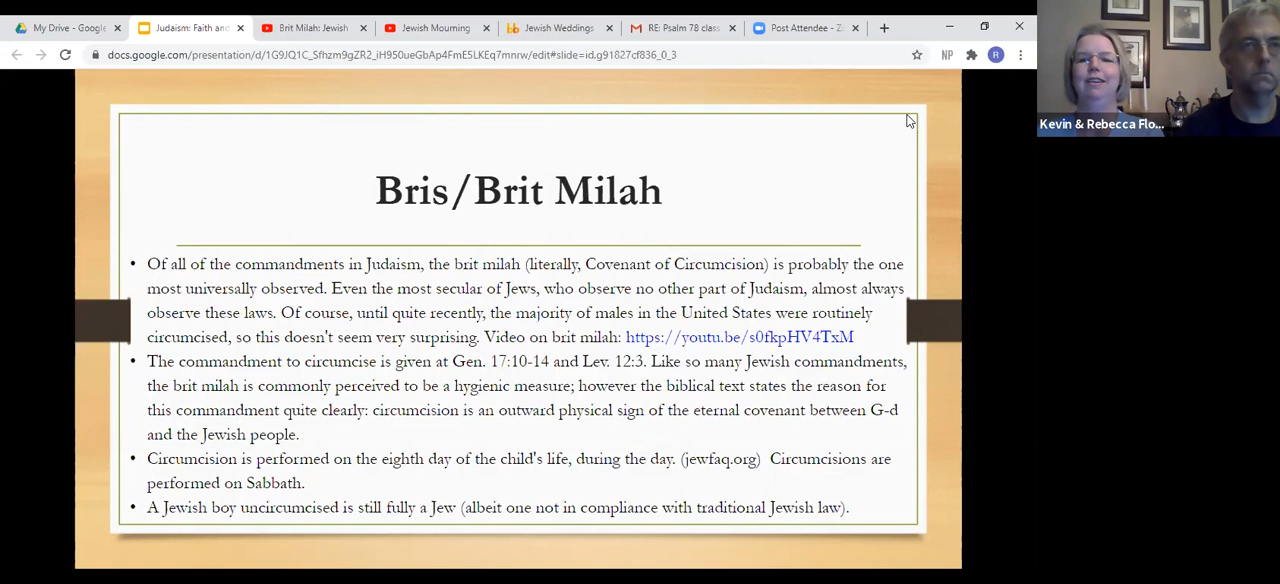 My Drive - Google
Judaism: Faith and
Brit Milah: Jewish
Jewish Mourning
Jewish Weddings
RE: Psalm 78 class
Post Attendee - Z
docs.google.com/presentation/d/1G9JO1C_Sfhzm9gZR2_iH95QueGbAp4FmE5LKEq7mnrw/edit#slide=id.g91827cf836_0_3
NP
R
Kevin & Rebecca Flo...
Bris/Brit Milah
• Of all of the commandments in Judaism, the brit milah (literally, Covenant of Circumcision) is probably the one
most universally observed. Even the most secular of Jews, who observe no other part of Judaism, almost always
observe these laws. Of course, until quite recently, the majority of males in the United States were routinely
circumcised, so this doesn't seem very surprising. Video on brit milah: https://youtu.be/s0fkpHV4TxM
• The commandment to circumcise is given at Gen. 17:10-14 and Lev. 12:3. Like so many Jewish commandments,
the brit milah is commonly perceived to be a hygienic measure; however the biblical text states the reason for
this commandment quite clearly: circumcision is an outward physical sign of the eternal covenant between G-d
and the Jewish people.
• Circumcision is performed on the eighth day of the child's life, during the day. (jewfaq.org)  Circumcisions are
performed on Sabbath.
• A Jewish boy uncircumcised is still fully a Jew (albeit one not in compliance with traditional Jewish law).